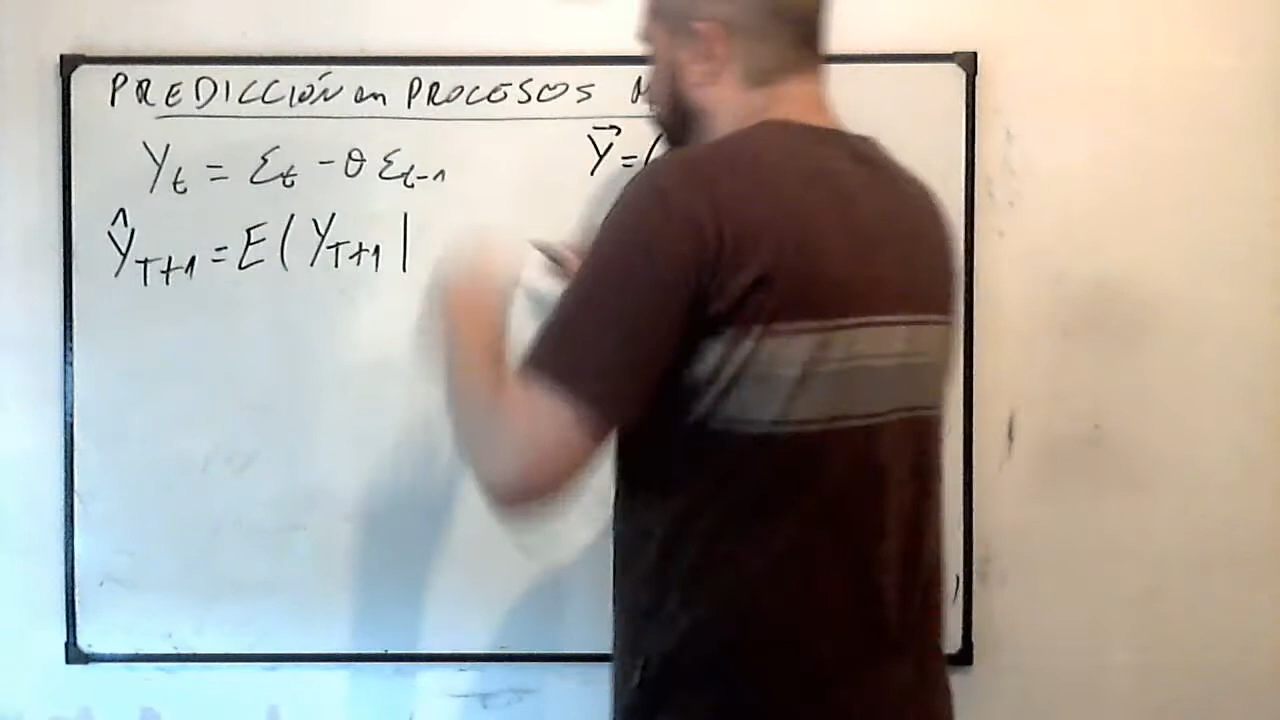 PREDICCIÓN en PROCESOS M
Y_t = ε_t - θ ε_{t-1}
Y⃗ = (
Ŷ_{T+1} = E( Y_{T+1} |